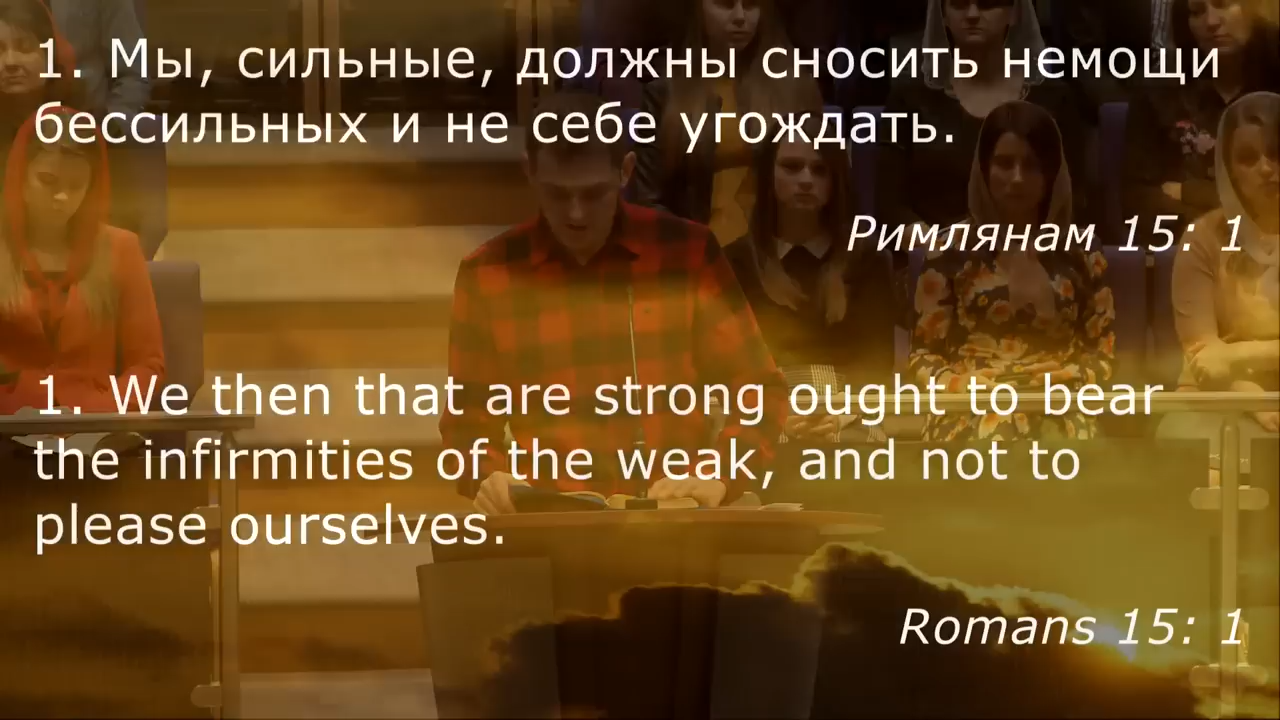 1. Мы, сильные, должны сносить немощи
бессильных и не себе угождать.
Римлянам 15: 1
1. We then that are strong ought to bear
the infirmities of the weak, and not to
please ourselves.
Romans 15: 1